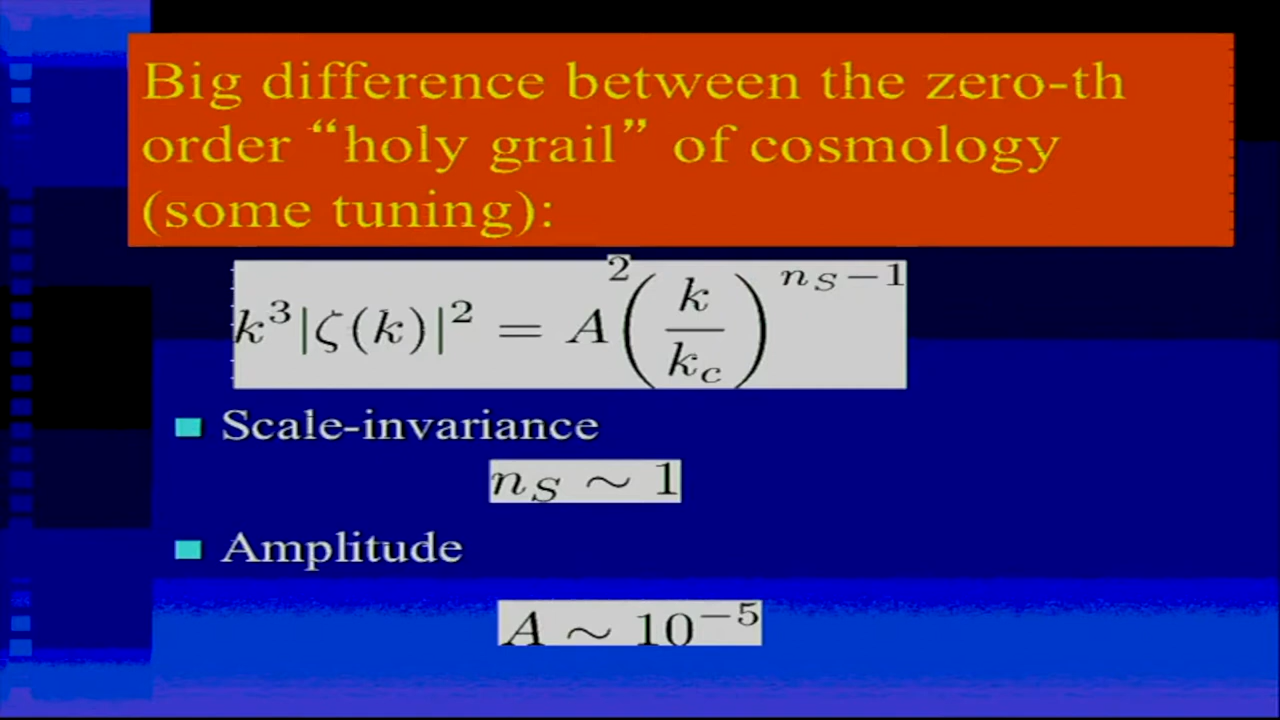 Big difference between the zero-th
order “holy grail” of cosmology
(some tuning):
k³|ζ(k)|² = A²(k/k_c)^{n_S−1}
Scale-invariance
n_S ∼ 1
Amplitude
A ∼ 10⁻⁵